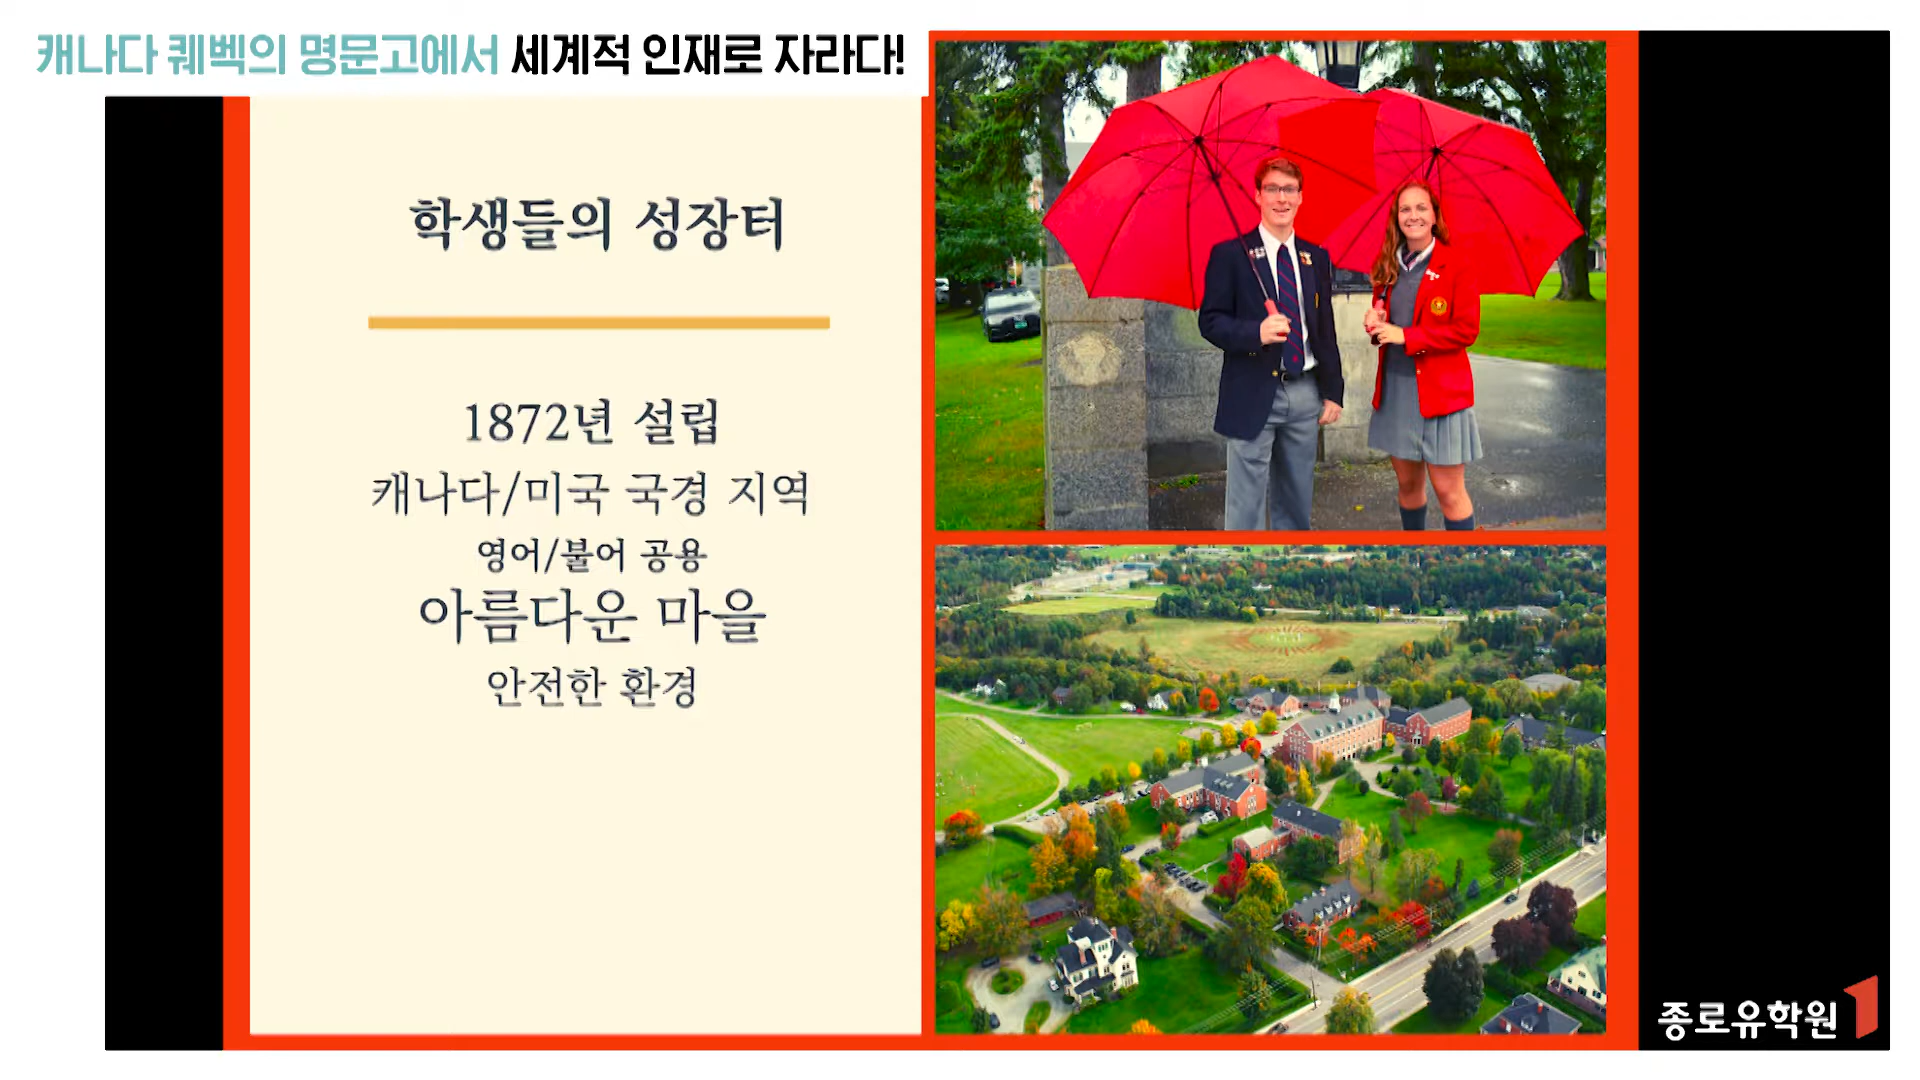 캐나다 퀘벡의 명문고에서 세계적 인재로 자라다!
학생들의 성장터
1872년 설립
캐나다/미국 국경 지역
영어/불어 공용
아름다운 마을
안전한 환경
종로유학원